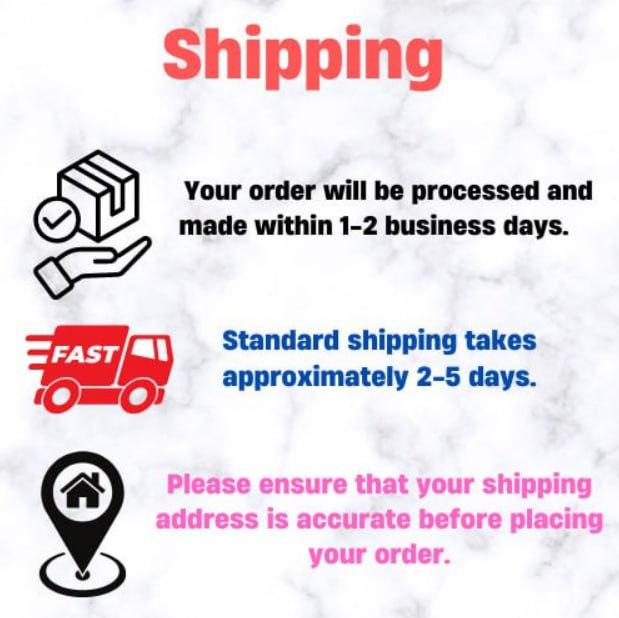 Shipping
Your order will be processed and
made within 1-2 business days.
FAST
Standard shipping takes
approximately 2-5 days.
Please ensure that your shipping
address is accurate before placing
your order.